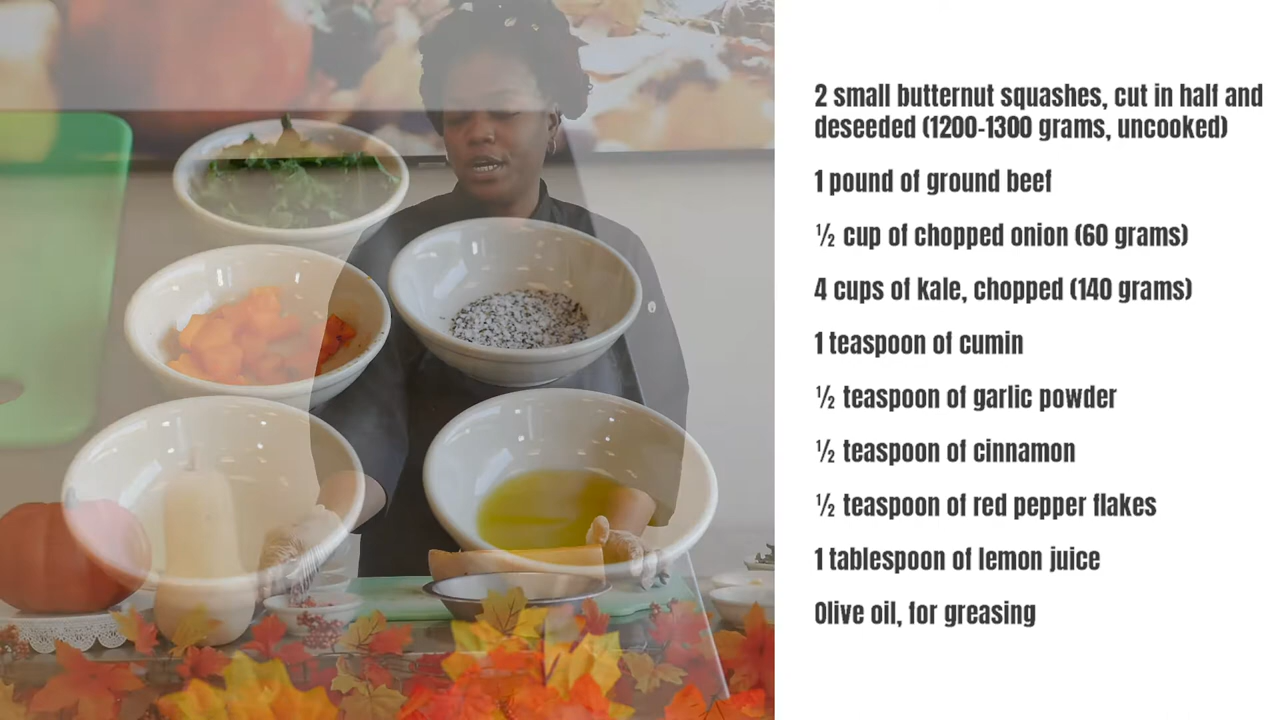 2 small butternut squashes, cut in half and
deseeded (1200-1300 grams, uncooked)
1 pound of ground beef
½ cup of chopped onion (60 grams)
4 cups of kale, chopped (140 grams)
1 teaspoon of cumin
½ teaspoon of garlic powder
½ teaspoon of cinnamon
½ teaspoon of red pepper flakes
1 tablespoon of lemon juice
Olive oil, for greasing